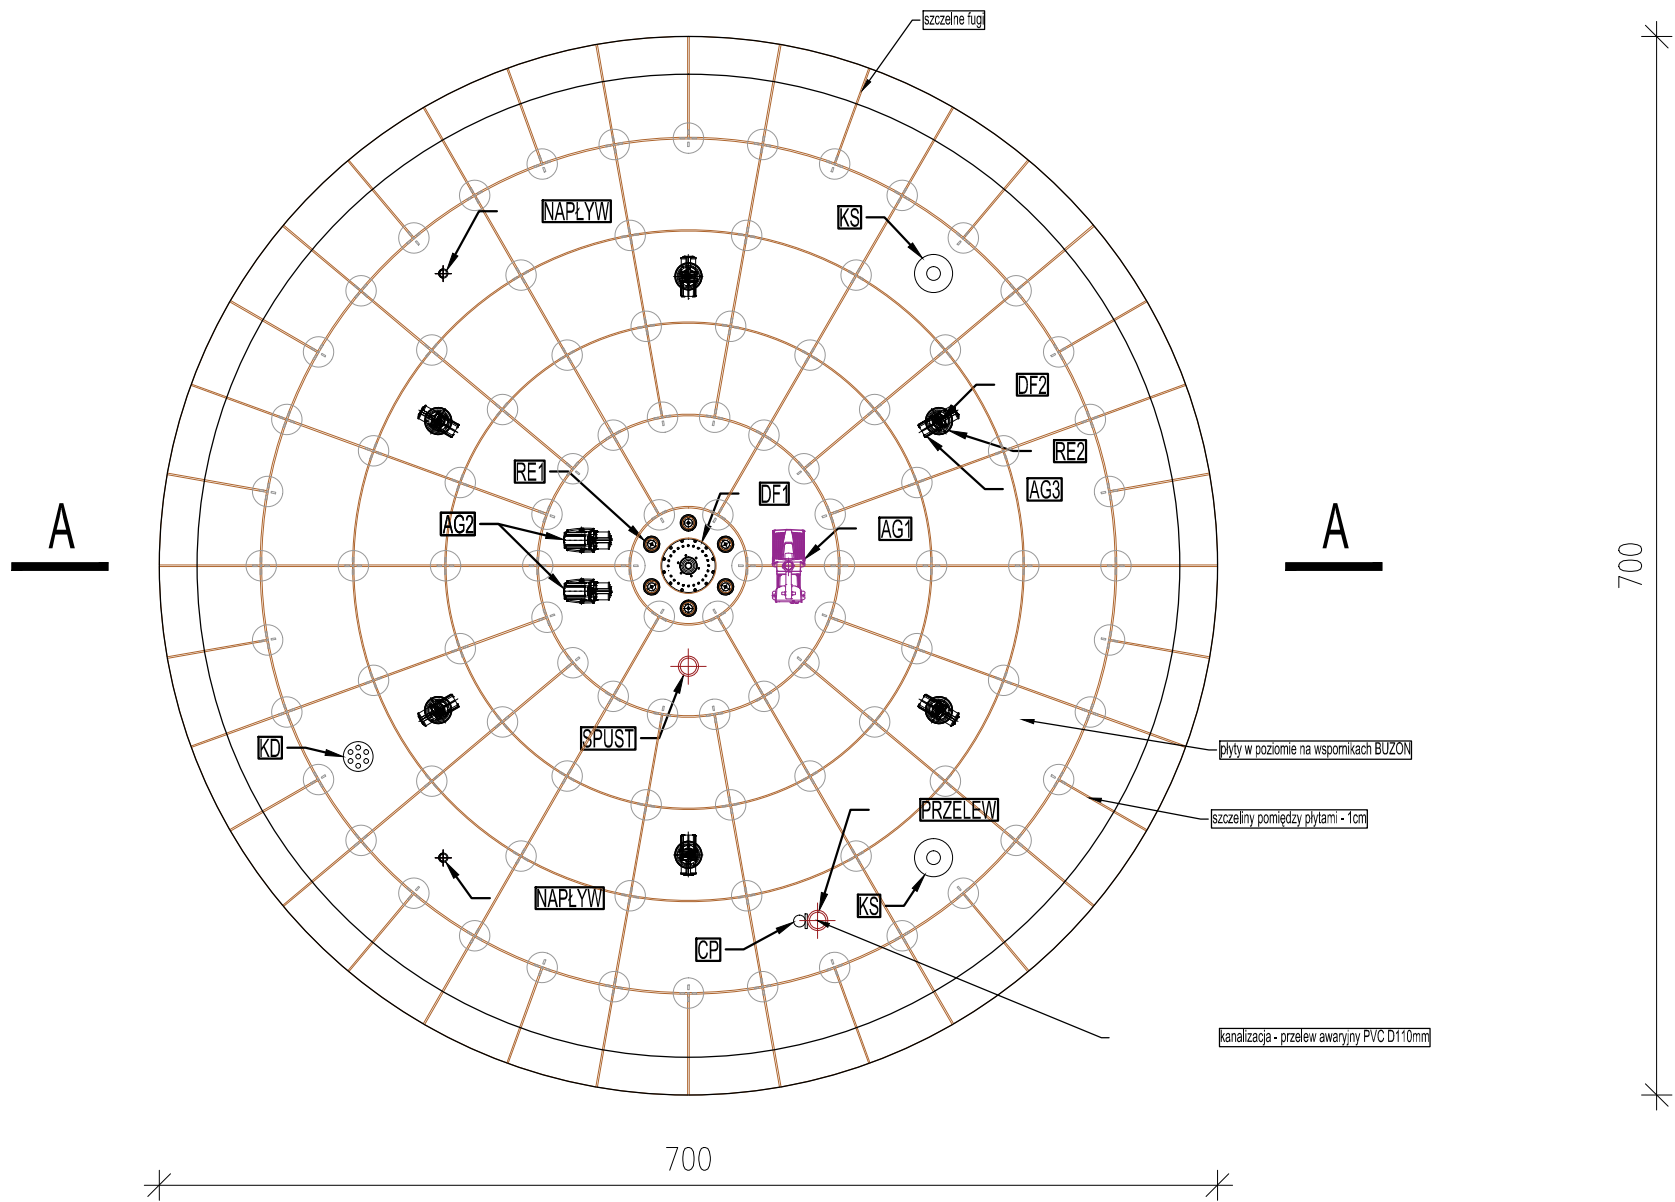 szczelne fugi
NAPŁYW
KS
DF2
RE2
RE1
DF1
AG3
AG2
AG1
A
A
700
KD
SPUST
płyty w poziomie na wspornikach BUZON
PRZELEW
szczeliny pomiędzy płytami - 1cm
NAPŁYW
KS
CP
kanalizacja - przelew awaryjny PVC D110mm
700